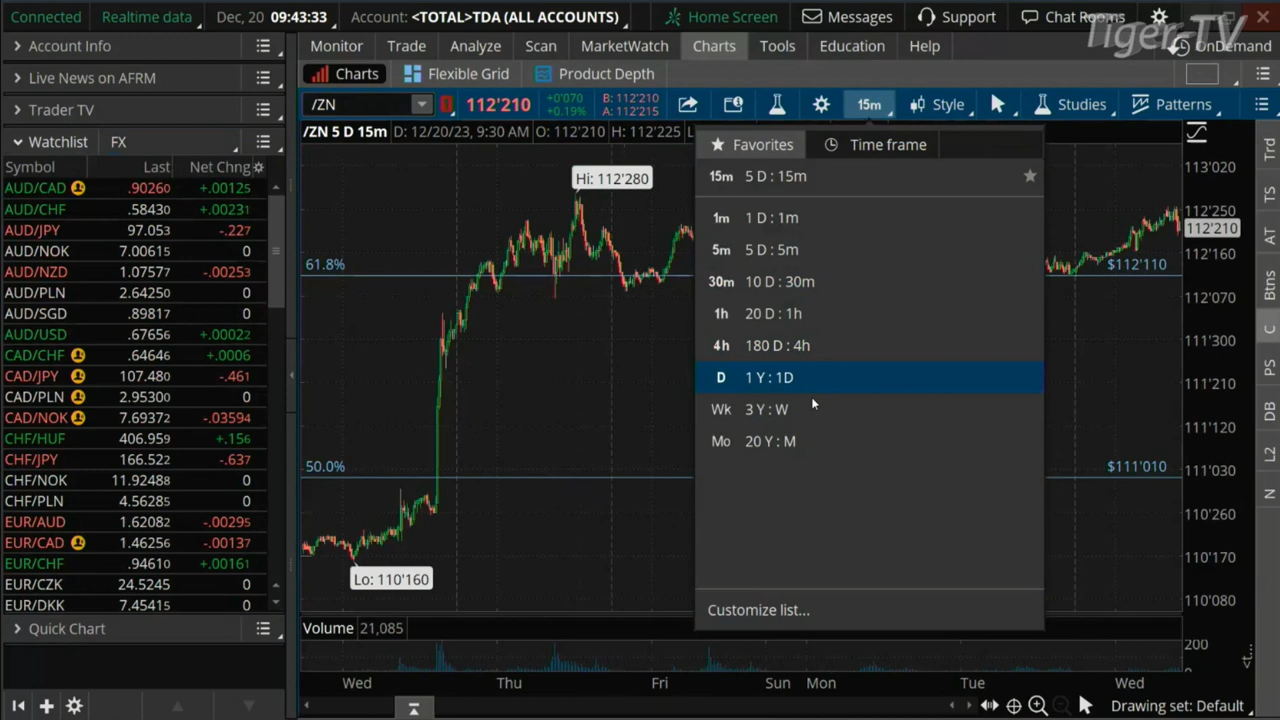 Connected Realtime data Dec, 20 09:43:33 Account: <TOTAL>TDA (ALL ACCOUNTS) Home Screen Messages Support Chat Rooms
Tiger-TV
OnDemand
Account Info
Live News on AFRM
Trader TV
Watchlist FX
Symbol Last Net Chng
AUD/CAD .90260 +.00125
AUD/CHF .58430 +.00231
AUD/JPY 97.053 -.227
AUD/NOK 7.00615 0
AUD/NZD 1.07577 -.00253
AUD/PLN 2.64250 0
AUD/SGD .89817 0
AUD/USD .67656 +.00022
CAD/CHF .64646 +.0006
CAD/JPY 107.480 -.461
CAD/PLN 2.95300 0
CAD/NOK 7.69372 -.03594
CHF/HUF 406.959 +.156
CHF/JPY 166.522 -.637
CHF/NOK 11.92488 0
CHF/PLN 4.56285 0
EUR/AUD 1.62082 -.00295
EUR/CAD 1.46256 -.00137
EUR/CHF .94610 +.00161
EUR/CZK 24.5245 0
EUR/DKK 7.45415 0
Quick Chart
Monitor Trade Analyze Scan MarketWatch Charts Tools Education Help
Charts Flexible Grid Product Depth
/ZN 112'210 +0'070 B: 112'210 15m Style Studies Patterns
+0.19% A: 112'215
/ZN 5 D 15m D: 12/20/23, 9:30 AM O: 112'210 H: 112'225
Hi: 112'280
61.8% $112'110
50.0% $111'010
Lo: 110'160
Favorites Time frame
15m 5 D : 15m
1m 1 D : 1m
5m 5 D : 5m
30m 10 D : 30m
1h 20 D : 1h
4h 180 D : 4h
D 1 Y : 1D
Wk 3 Y : W
Mo 20 Y : M
Customize list...
113'020
112'250
112'210
112'160
112'070
111'300
111'210
111'120
111'030
110'260
110'170
110'080
Volume 21,085
200
100
Wed Thu Fri Sun Mon Tue Wed
Drawing set: Default
Trd
TS
AT
Btns
C
PS
DB
L2
N